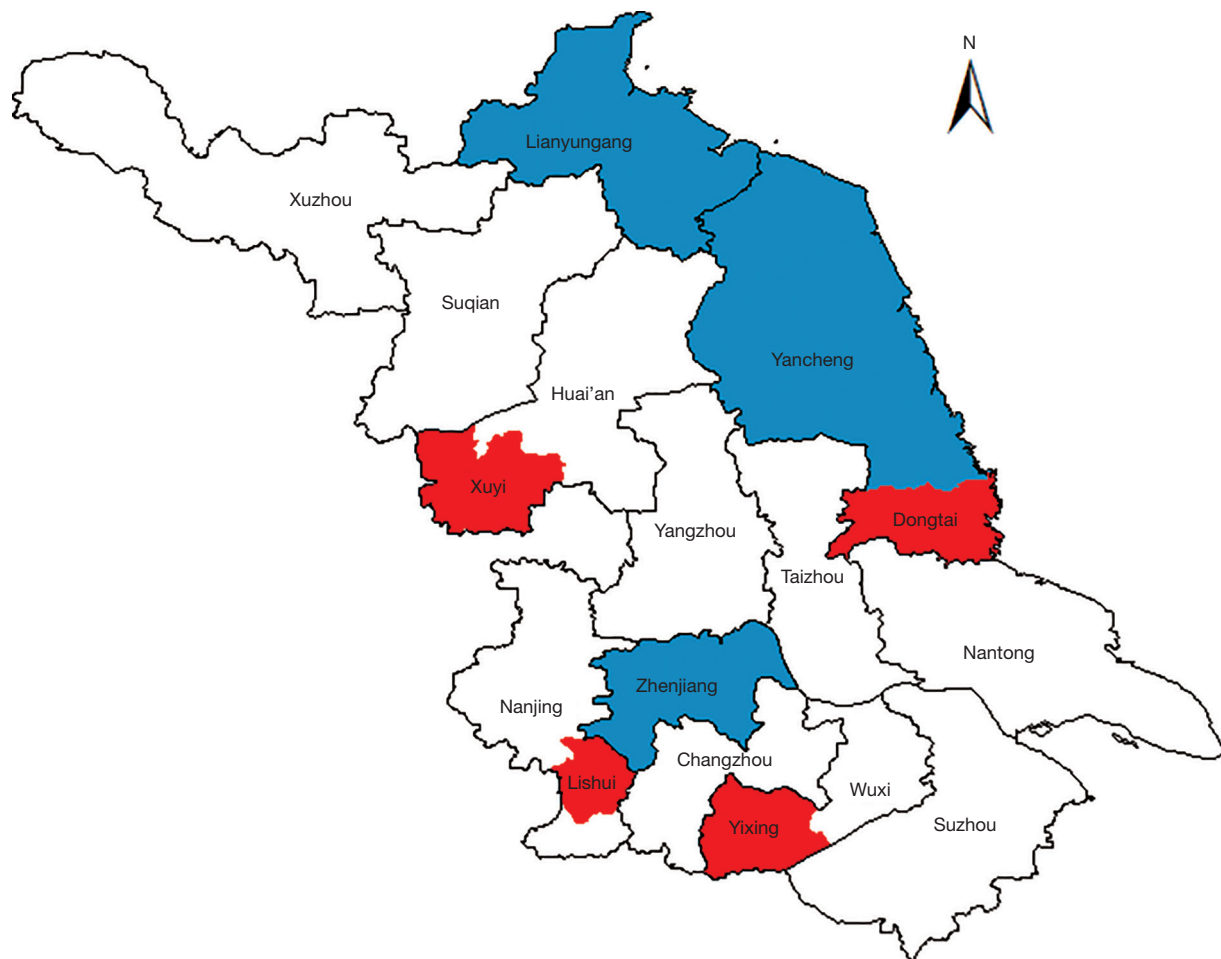 N
Lianyungang
Xuzhou
Suqian
Yancheng
Huai’an
Xuyi
Dongtai
Yangzhou
Taizhou
Nantong
Zhenjiang
Nanjing
Changzhou
Lishui
Wuxi
Yixing
Suzhou